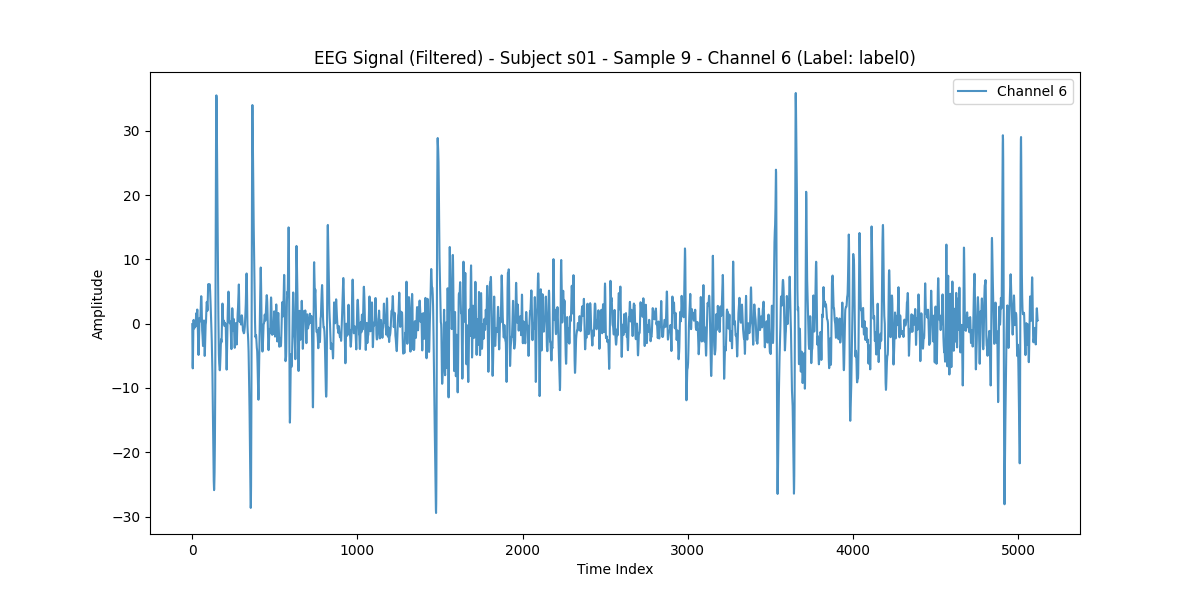 EEG Signal (Filtered) - Subject s01 - Sample 9 - Channel 6 (Label: label0)
Channel 6
30
20
10
0
−10
−20
−30
Amplitude
0 1000 2000 3000 4000 5000
Time Index